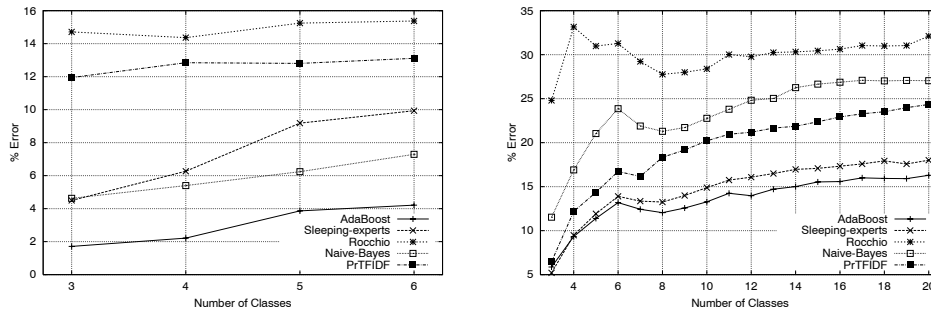 16
14
12
10
8
6
4
2
0
% Error
3
4
5
6
Number of Classes
AdaBoost
Sleeping-experts
Rocchio
Naive-Bayes
PrTFIDF
35
30
25
20
15
10
5
% Error
4
6
8
10
12
14
16
18
20
Number of Classes
AdaBoost
Sleeping-experts
Rocchio
Naive-Bayes
PrTFIDF